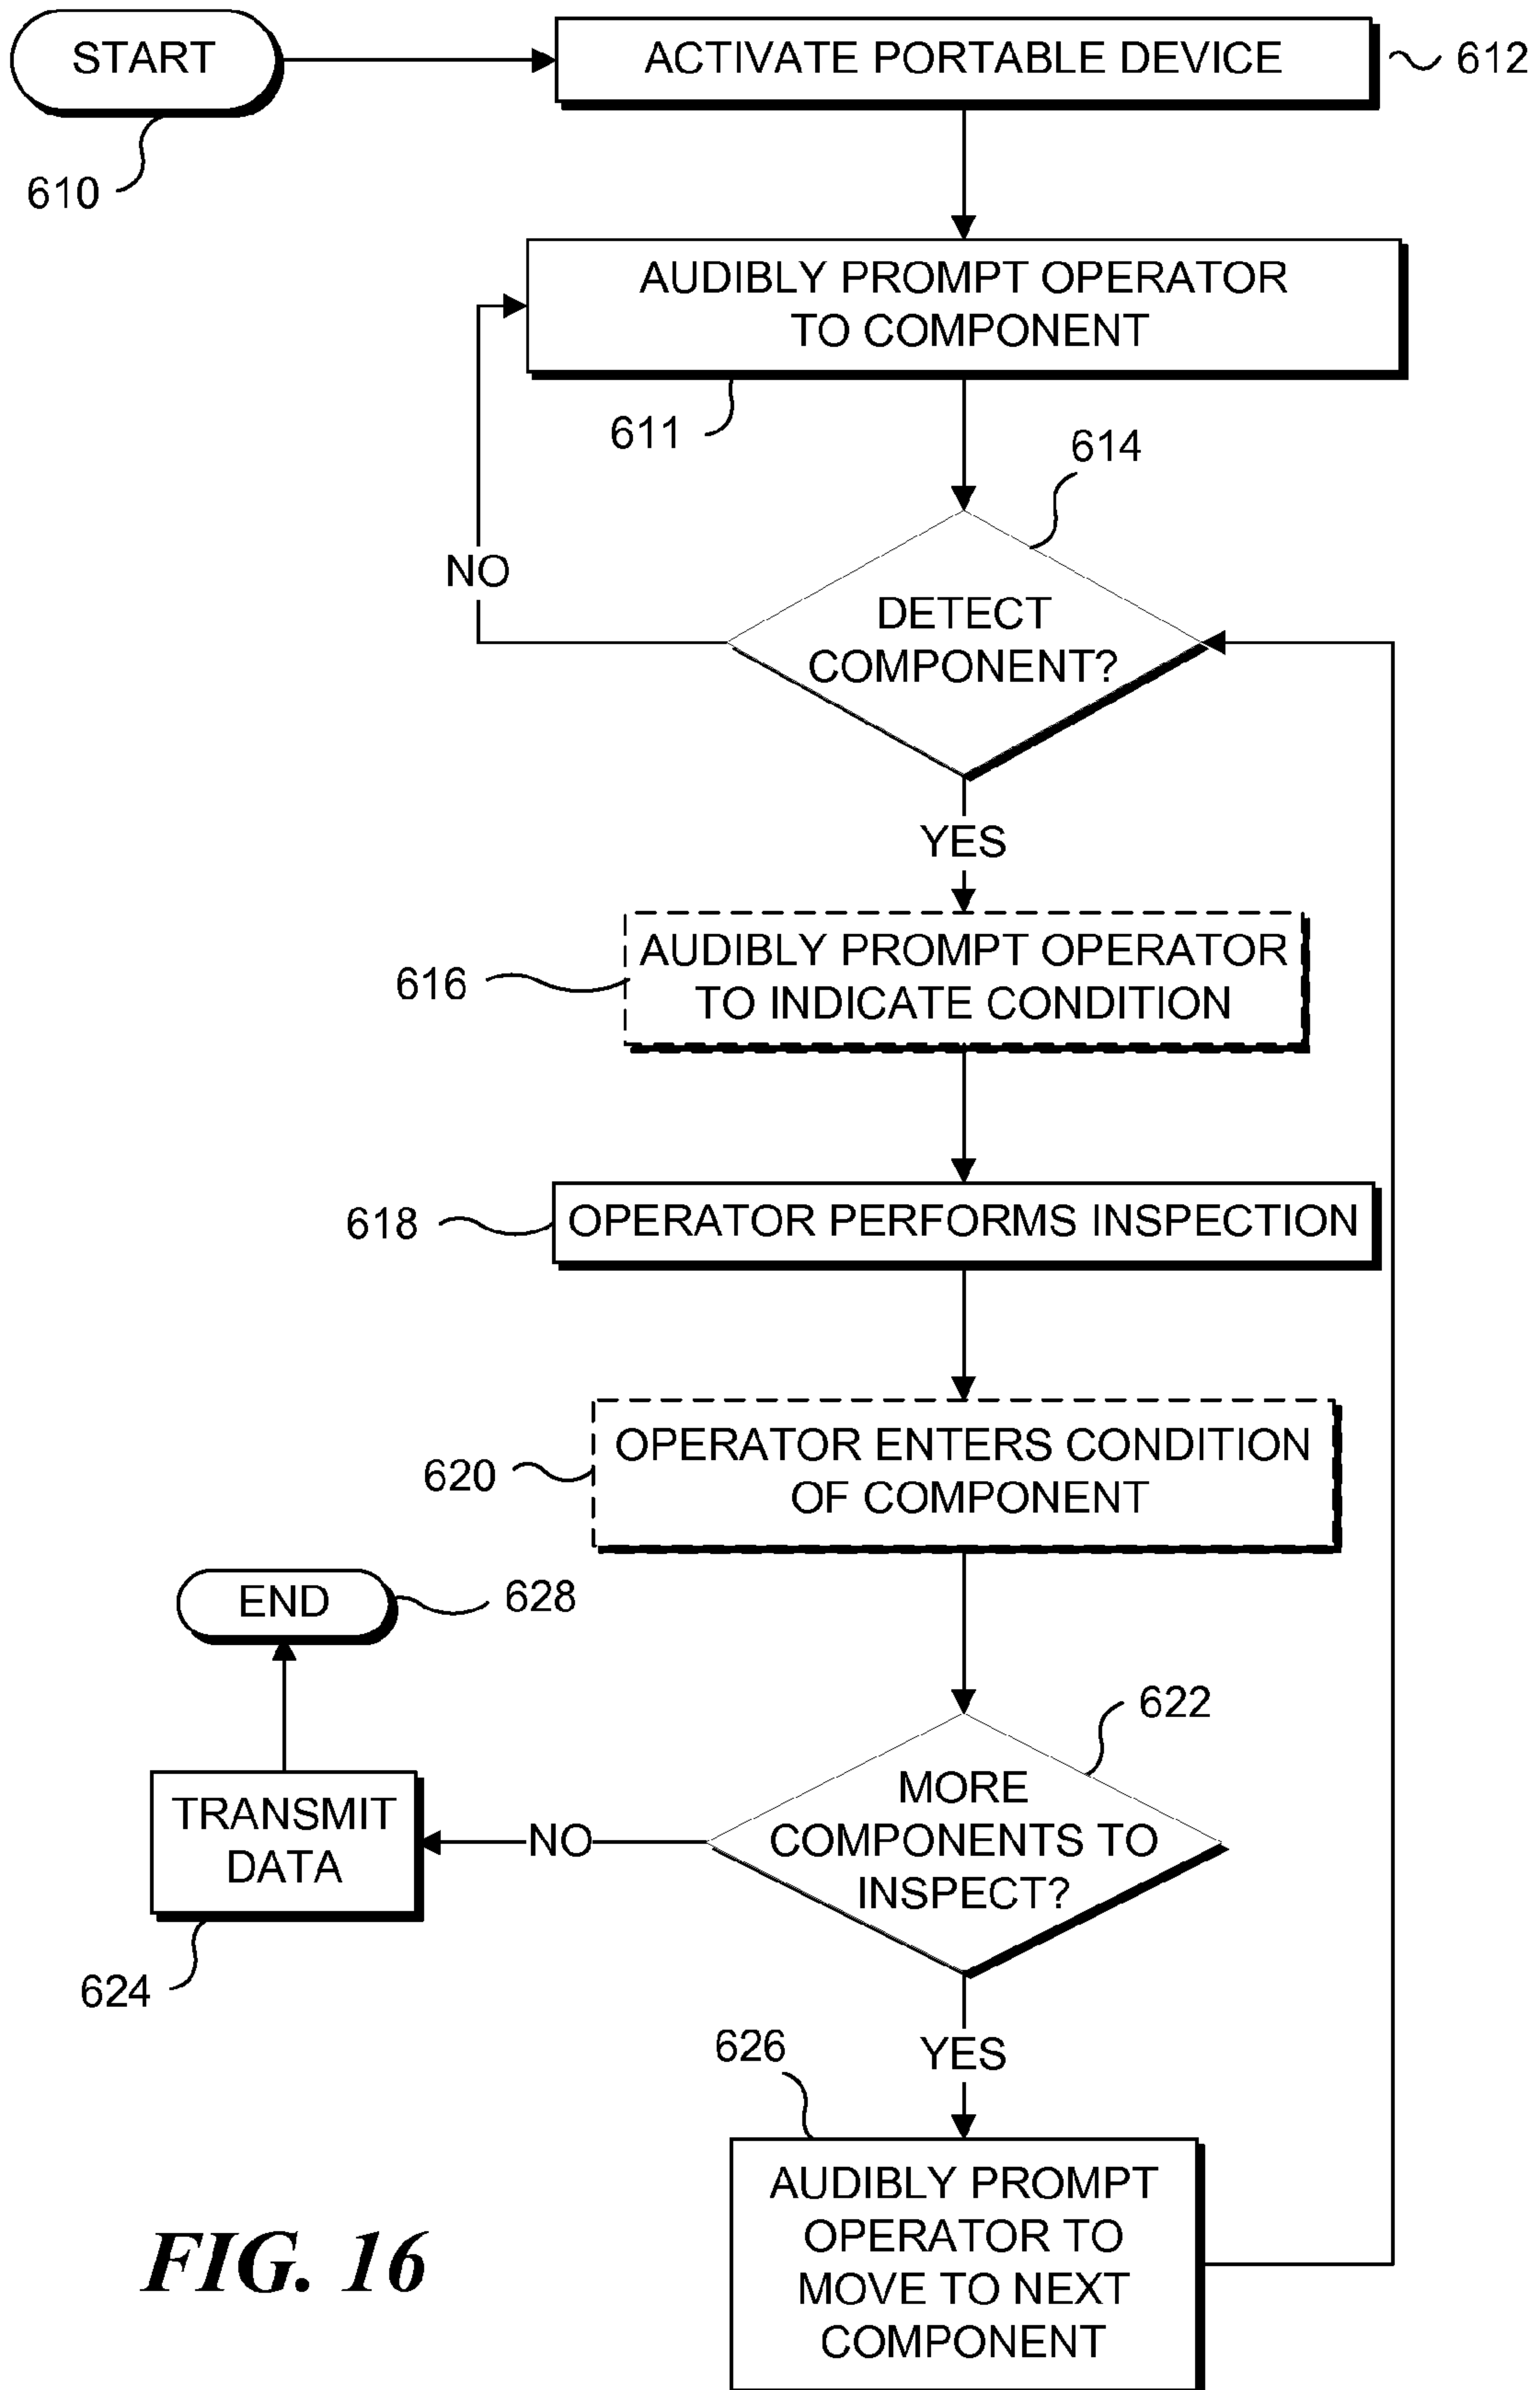 START
ACTIVATE PORTABLE DEVICE
612
610
AUDIBLY PROMPT OPERATOR
TO COMPONENT
611
614
NO
DETECT
COMPONENT?
YES
AUDIBLY PROMPT OPERATOR
TO INDICATE CONDITION
616
OPERATOR PERFORMS INSPECTION
618
OPERATOR ENTERS CONDITION
OF COMPONENT
620
END
628
622
MORE
COMPONENTS TO
INSPECT?
NO
TRANSMIT
DATA
624
YES
626
AUDIBLY PROMPT
OPERATOR TO
MOVE TO NEXT
COMPONENT
FIG. 16